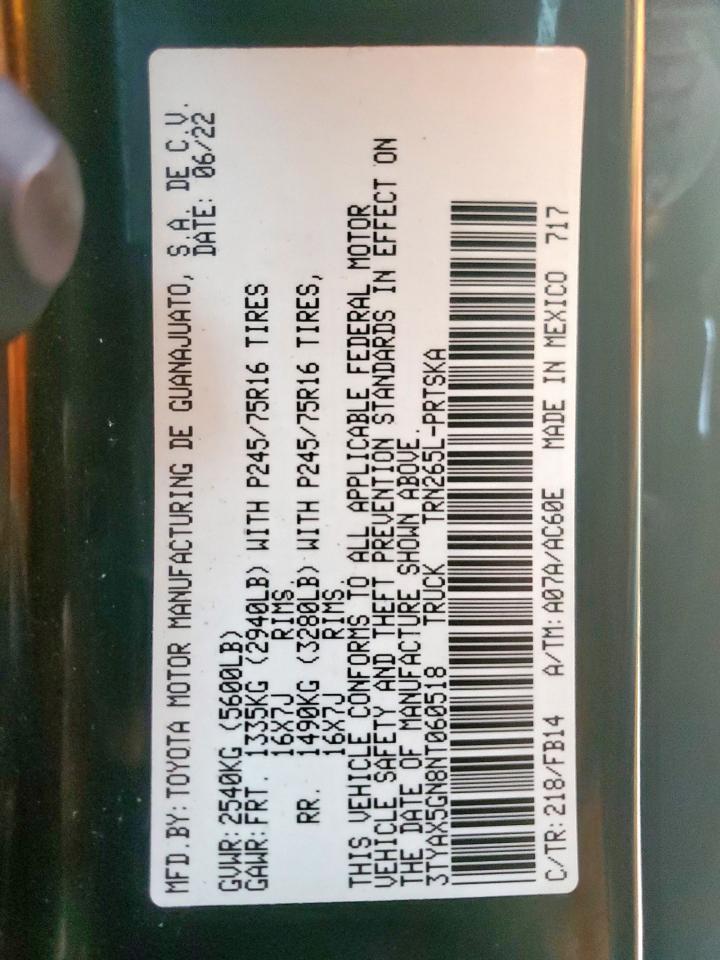 MFD.BY: TOYOTA MOTOR MANUFACTURING DE GUANAJUATO, S.A. DE C.V.
DATE: 06/22
GVWR: 2540KG (5600LB)
GAWR: FRT. 1335KG (2940LB) WITH P245/75R16 TIRES
16X7J RIMS.
RR. 1490KG (3280LB) WITH P245/75R16 TIRES,
16X7J RIMS.
THIS VEHICLE CONFORMS TO ALL APPLICABLE FEDERAL MOTOR
VEHICLE SAFETY AND THEFT PREVENTION STANDARDS IN EFFECT ON
THE DATE OF MANUFACTURE SHOWN ABOVE.
3TYAX5GN8NT060518 TRUCK TRN265L-PRTSKA
C/TR: 218/FB14 A/TM: A07A/AC60E MADE IN MEXICO 717